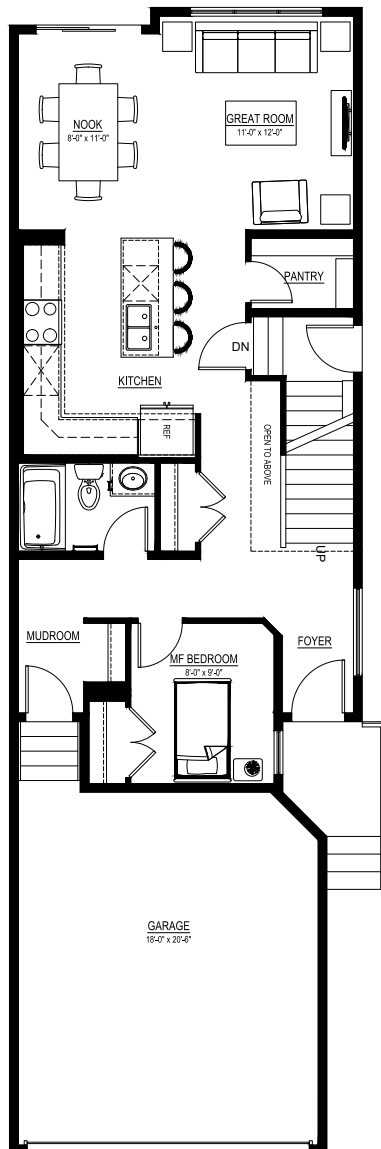 NOOK
8'-0" x 11'-0"
GREAT ROOM
11'-0" x 12'-0"
PANTRY
DN
KITCHEN
REF
OPEN TO ABOVE
UP
MUDROOM
FOYER
MF BEDROOM
8'-0" x 9'-0"
GARAGE
18'-0" x 20'-6"